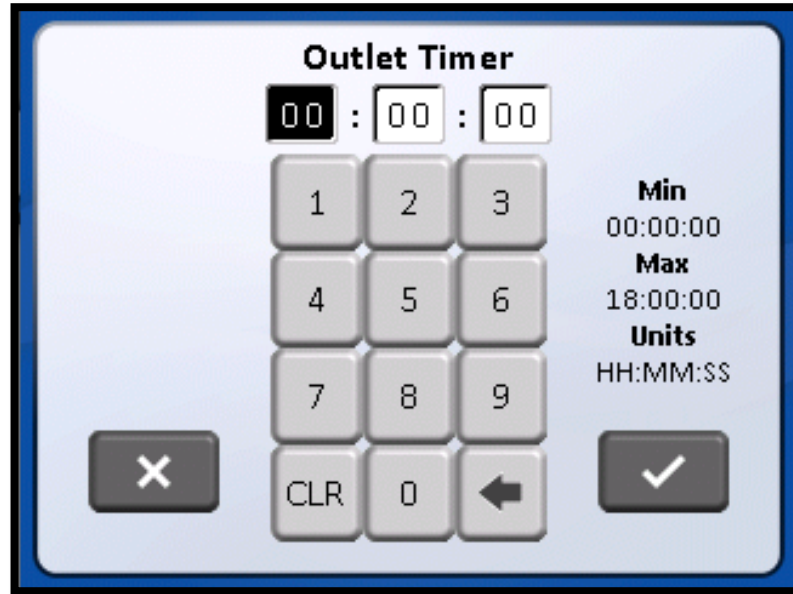 Outlet Timer
00 : 00 : 00
1 2 3
Min
00:00:00
Max
4 5 6
18:00:00
Units
HH:MM:SS
7 8 9
CLR 0